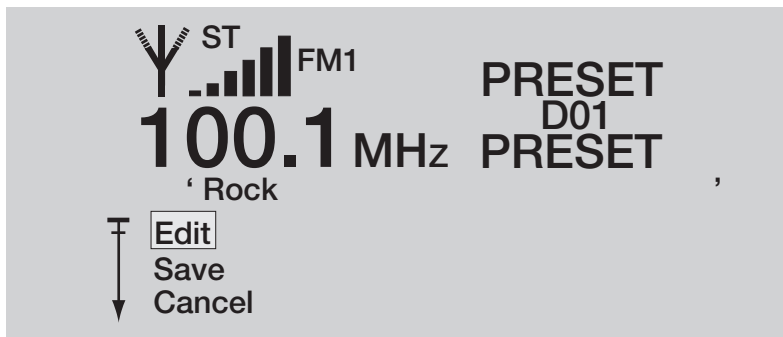 ST
FM1
PRESET
D01
100.1 MHz PRESET
‘ Rock ’
Edit
Save
Cancel